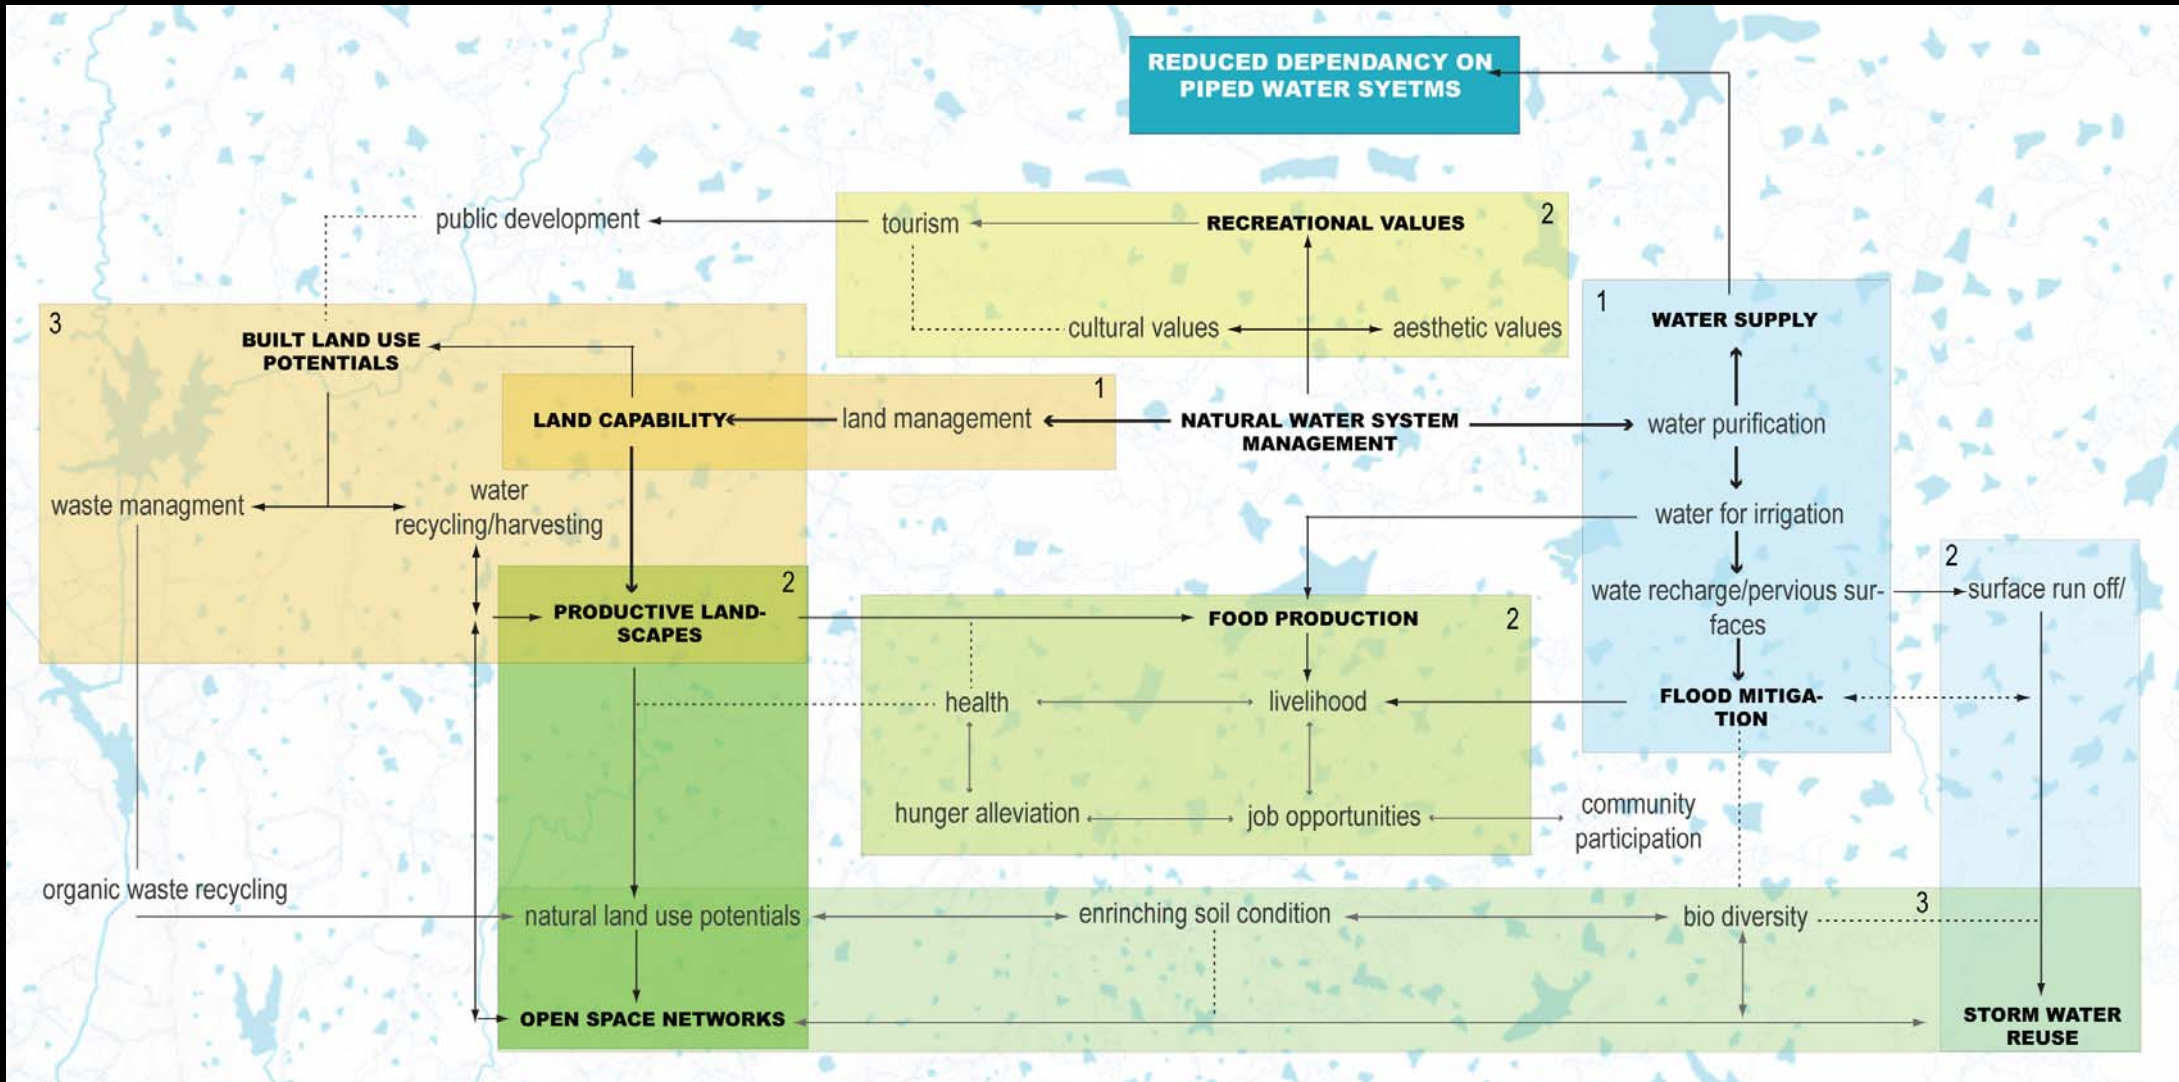 REDUCED DEPENDANCY ON
PIPED WATER SYETMS
public development
tourism
RECREATIONAL VALUES
2
cultural values
aesthetic values
3
BUILT LAND USE
POTENTIALS
1
WATER SUPPLY
1
LAND CAPABILITY
land management
NATURAL WATER SYSTEM
MANAGEMENT
water purification
waste managment
water
recycling/harvesting
water for irrigation
2
PRODUCTIVE LAND-
SCAPES
2
FOOD PRODUCTION
2
wate recharge/pervious sur-
faces
surface run off/
health
livelihood
FLOOD MITIGA-
TION
hunger alleviation
job opportunities
community
participation
organic waste recycling
natural land use potentials
enrinching soil condition
bio diversity
3
OPEN SPACE NETWORKS
STORM WATER
REUSE